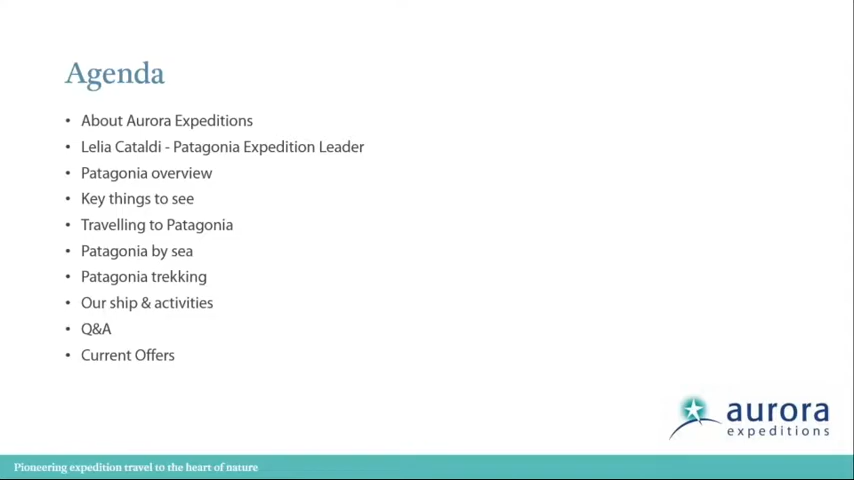 Agenda
• About Aurora Expeditions
• Lelia Cataldi - Patagonia Expedition Leader
• Patagonia overview
• Key things to see
• Travelling to Patagonia
• Patagonia by sea
• Patagonia trekking
• Our ship & activities
• Q&A
• Current Offers
aurora
expeditions
Pioneering expedition travel to the heart of nature